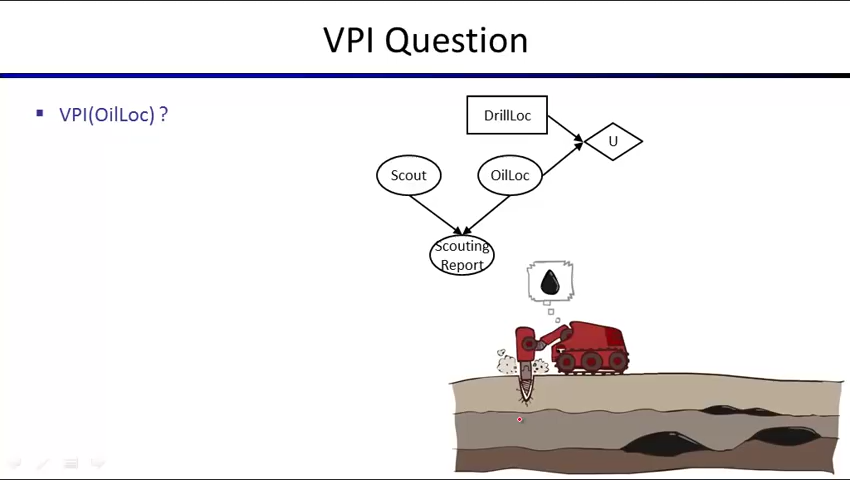 VPI Question
VPI(OilLoc) ?
DrillLoc
U
Scout
OilLoc
Scouting
Report